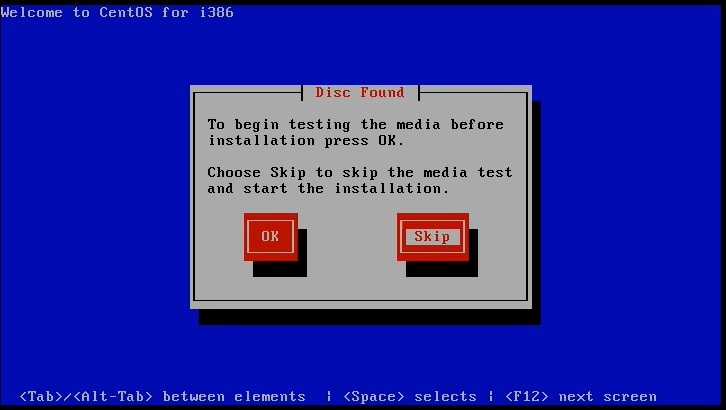 Welcome to CentOS for i386
Disc Found
To begin testing the media before
installation press OK.
Choose Skip to skip the media test
and start the installation.
OK Skip
<Tab>/<Alt-Tab> between elements | <Space> selects | <F12> next screen